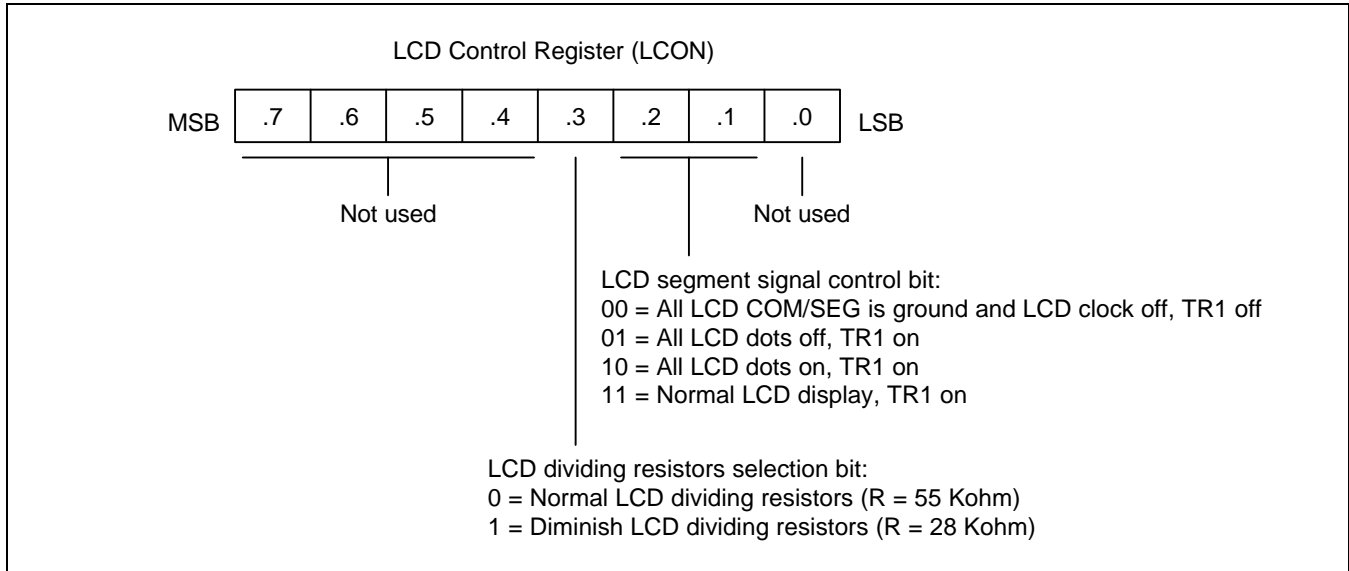 LCD Control Register (LCON)
MSB .7 .6 .5 .4 .3 .2 .1 .0 LSB
Not used Not used
LCD segment signal control bit:
00 = All LCD COM/SEG is ground and LCD clock off, TR1 off
01 = All LCD dots off, TR1 on
10 = All LCD dots on, TR1 on
11 = Normal LCD display, TR1 on
LCD dividing resistors selection bit:
0 = Normal LCD dividing resistors (R = 55 Kohm)
1 = Diminish LCD dividing resistors (R = 28 Kohm)